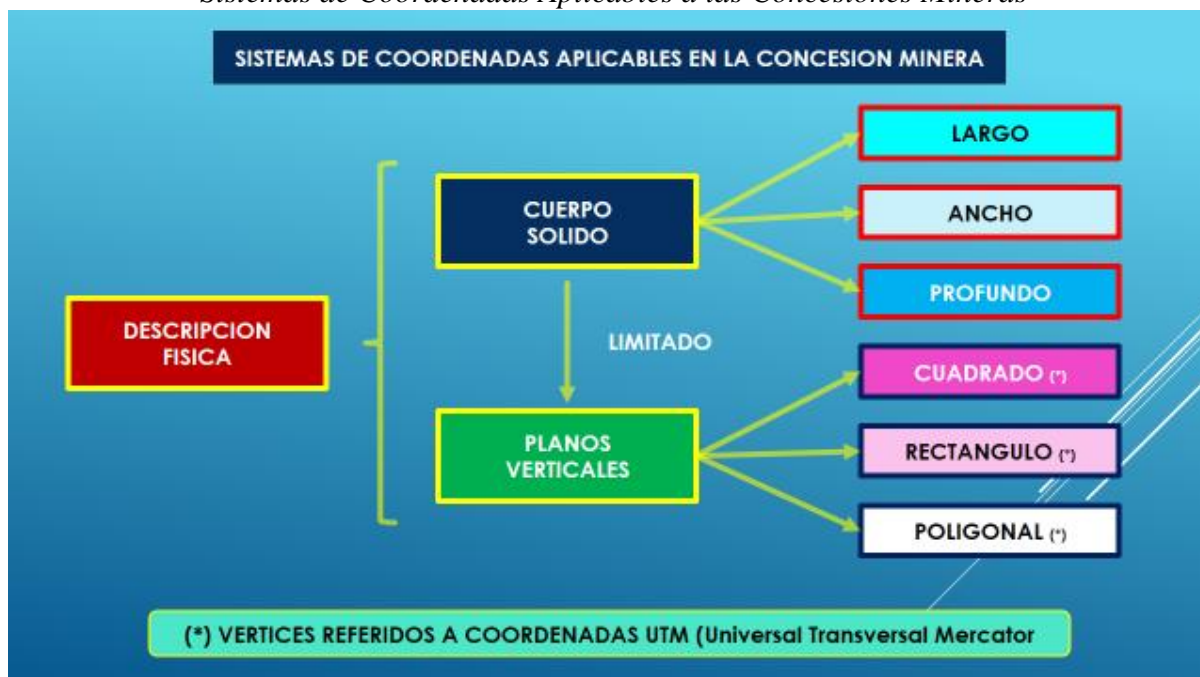 Sistemas de Coordenadas Aplicables a las Concesiones Mineras
SISTEMAS DE COORDENADAS APLICABLES EN LA CONCESION MINERA
DESCRIPCION
FISICA
CUERPO
SOLIDO
LARGO
ANCHO
PROFUNDO
LIMITADO
PLANOS
VERTICALES
CUADRADO (*)
RECTANGULO (*)
POLIGONAL (*)
(*) VERTICES REFERIDOS A COORDENADAS UTM (Universal Transversal Mercator